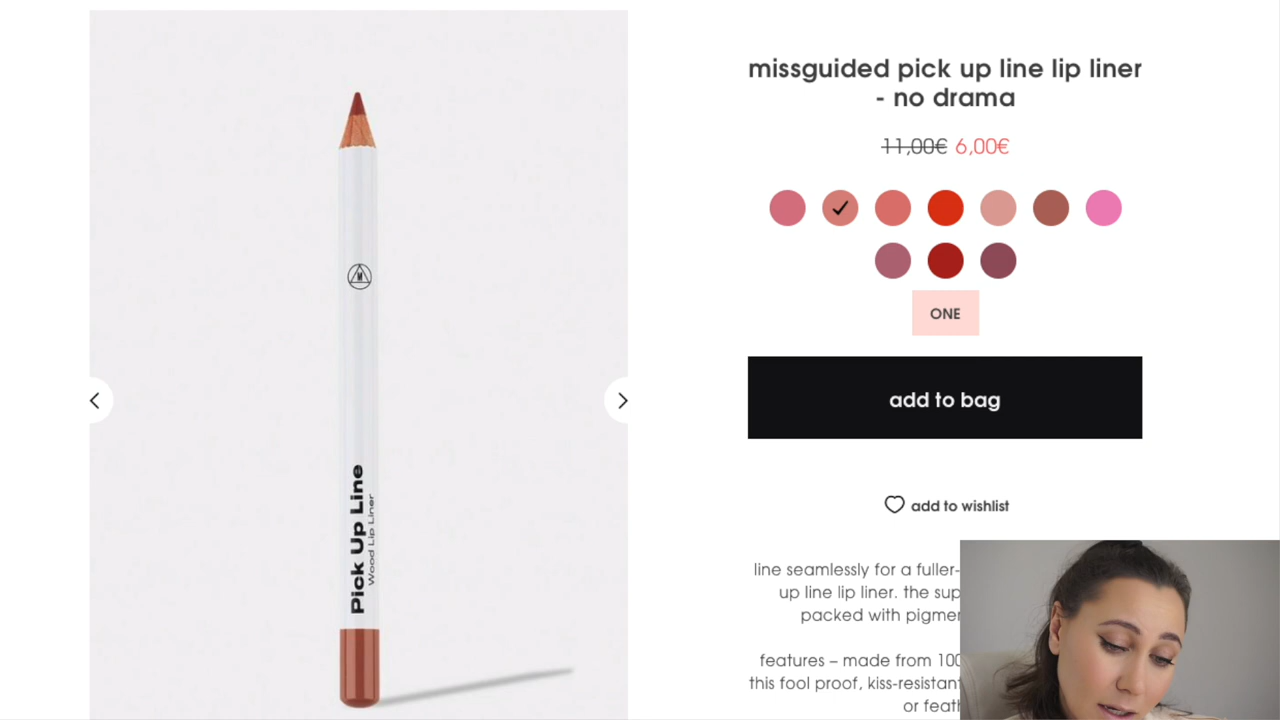 missguided pick up line lip liner
- no drama
11,00€ 6,00€
ONE
add to bag
add to wishlist
line seamlessly for a fuller-
up line lip liner. the sup
packed with pigmen
features – made from 100
this fool proof, kiss-resistant
or feath
M
Pick Up Line
Wood Lip Liner